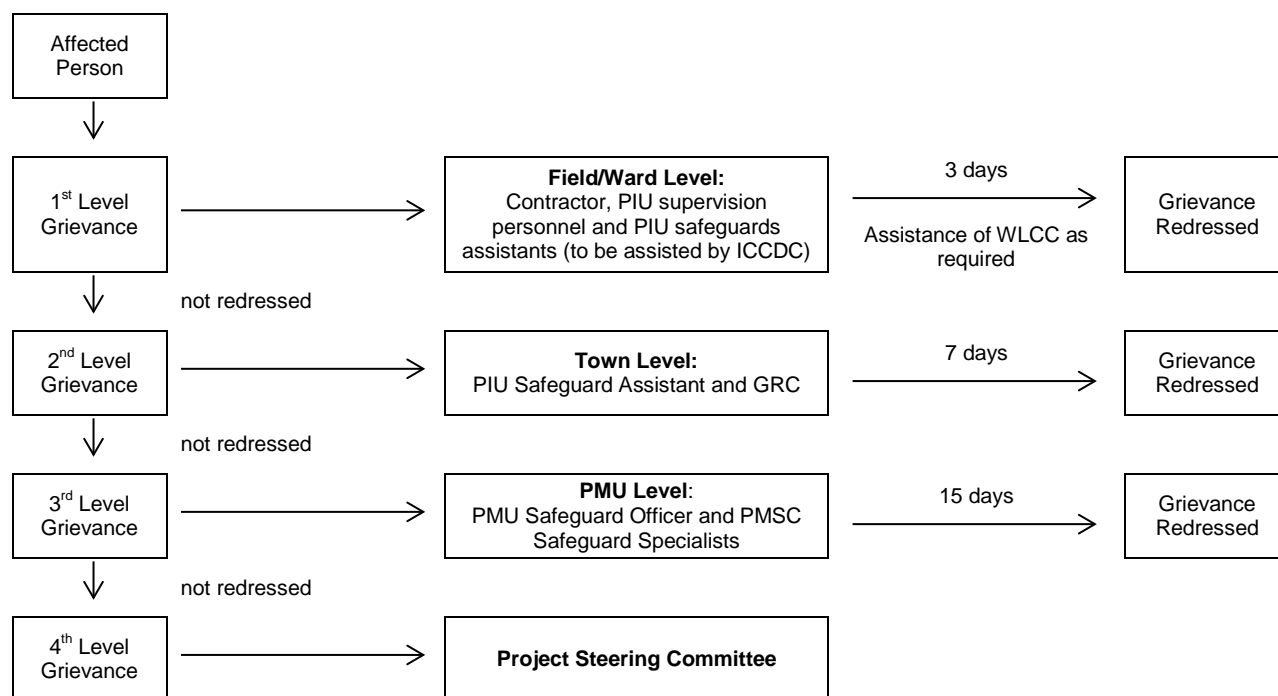 Affected
Person
1st Level
Grievance
Field/Ward Level:
Contractor, PIU supervision
personnel and PIU safeguards
assistants (to be assisted by ICCDC)
3 days
Assistance of WLCC as
required
Grievance
Redressed
not redressed
2nd Level
Grievance
Town Level:
PIU Safeguard Assistant and GRC
7 days
Grievance
Redressed
not redressed
3rd Level
Grievance
PMU Level:
PMU Safeguard Officer and PMSC
Safeguard Specialists
15 days
Grievance
Redressed
not redressed
4th Level
Grievance
Project Steering Committee